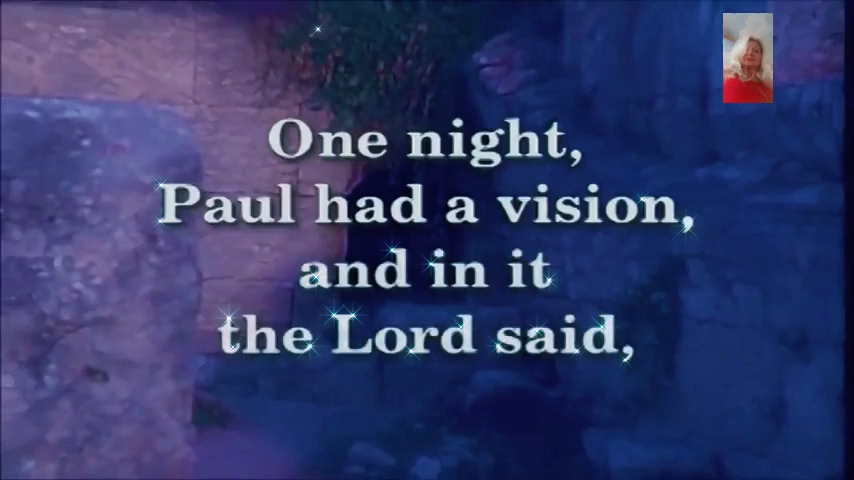 One night,
Paul had a vision,
and in it
the Lord said,